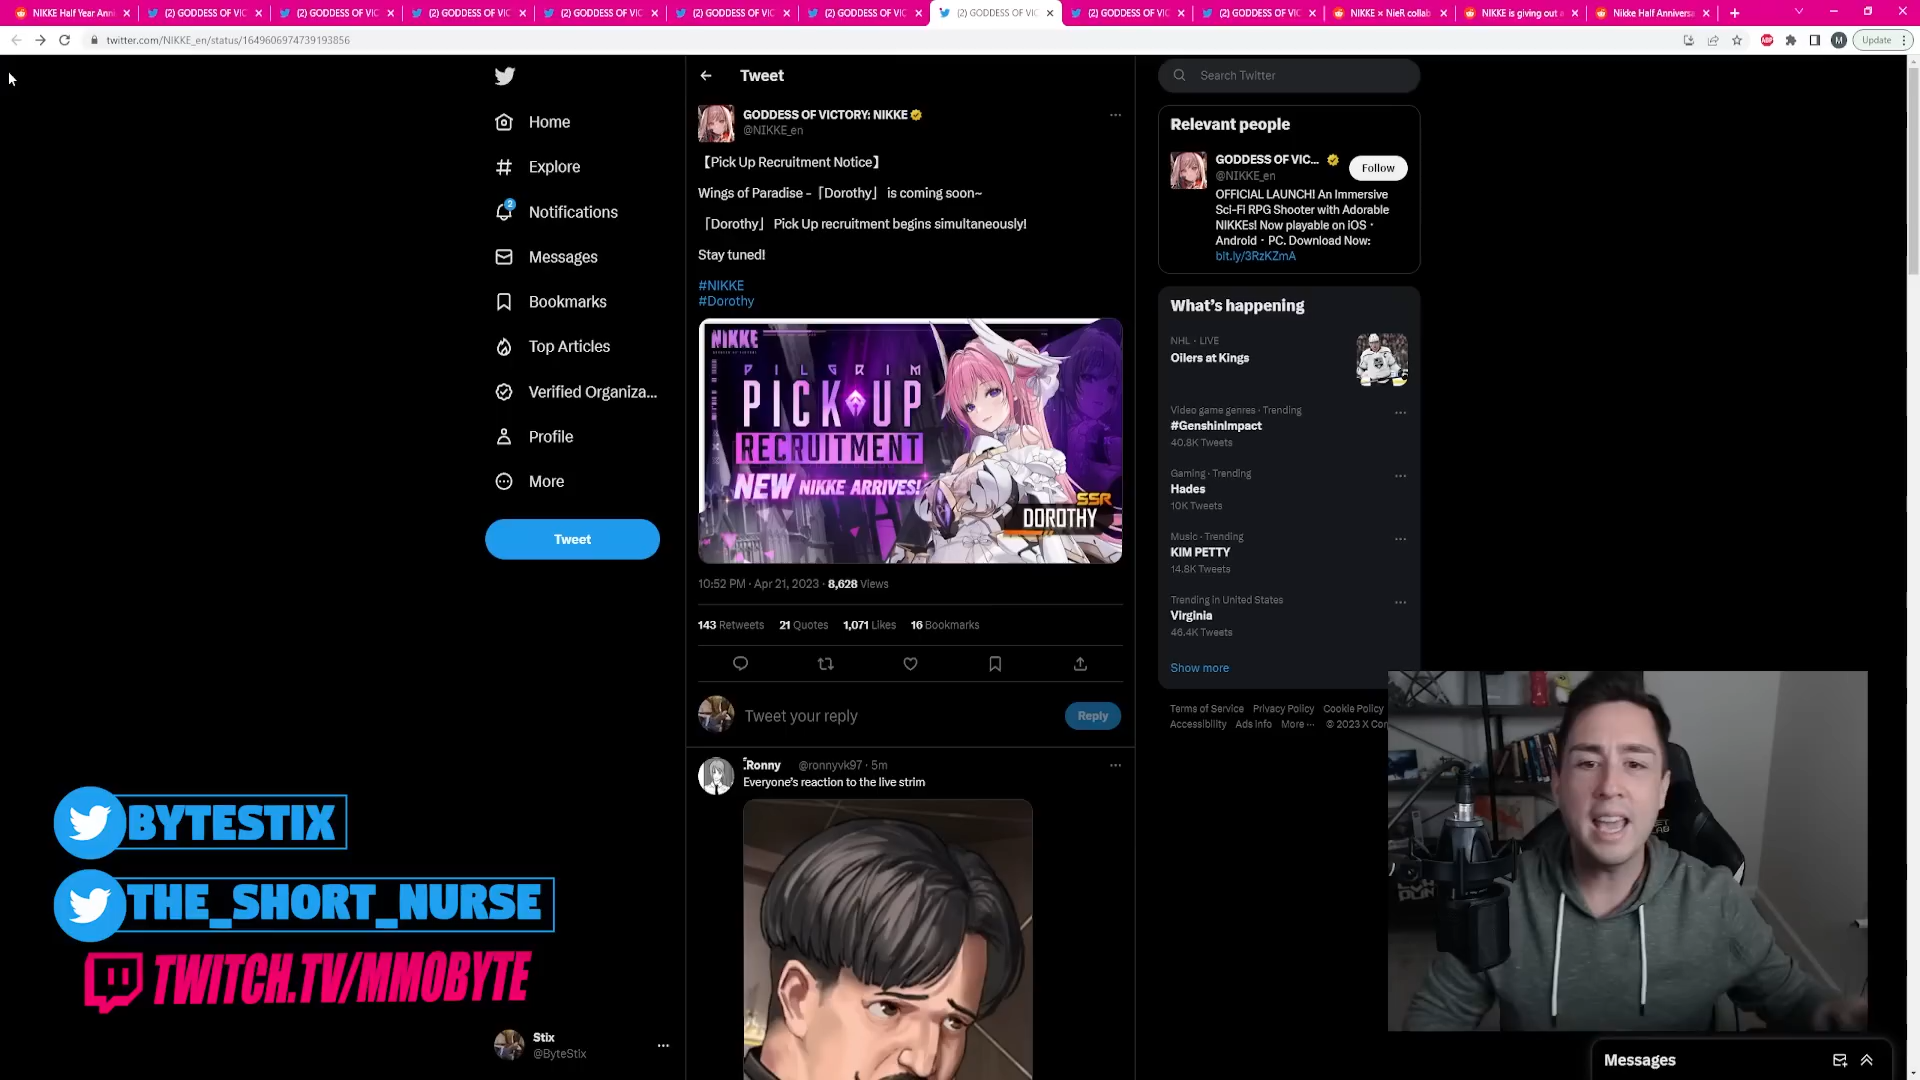 NIKKE Half Year Anni
(2) GODDESS OF VIC
(2) GODDESS OF VIC
(2) GODDESS OF VIC
(2) GODDESS OF VIC
(2) GODDESS OF VIC
(2) GODDESS OF VIC
(2) GODDESS OF VIC
(2) GODDESS OF VIC
(2) GODDESS OF VIC
NIKKE × NieR collab
NIKKE is giving out
Nikke Half Anniversa
twitter.com/NIKKE_en/status/1649606974739193856
ABP
M
Update
Home
Explore
2
Notifications
Messages
Bookmarks
Top Articles
Verified Organiza...
Profile
More
Tweet
Tweet
GODDESS OF VICTORY: NIKKE
@NIKKE_en
【Pick Up Recruitment Notice】
Wings of Paradise -「Dorothy」 is coming soon~
「Dorothy」 Pick Up recruitment begins simultaneously!
Stay tuned!
#NIKKE
#Dorothy
NIKKE
PILGRIM
PICK UP
RECRUITMENT
NEW NIKKE ARRIVES!
SSR
DOROTHY
10:52 PM · Apr 21, 2023 · 8,628 Views
143 Retweets 21 Quotes 1,071 Likes 16 Bookmarks
Tweet your reply
Reply
Ronny @ronnyvk97 · 5m
Everyone's reaction to the live strim
Search Twitter
Relevant people
GODDESS OF VIC...
@NIKKE_en
Follow
OFFICIAL LAUNCH! An Immersive
Sci-Fi RPG Shooter with Adorable
NIKKEs! Now playable on iOS・
Android・PC. Download Now:
bit.ly/3RzKZmA
What's happening
NHL · LIVE
Oilers at Kings
Video game genres · Trending
#GenshinImpact
40.8K Tweets
Gaming · Trending
Hades
10K Tweets
Music · Trending
KIM PETTY
14.8K Tweets
Trending in United States
Virginia
46.4K Tweets
Show more
Terms of Service Privacy Policy Cookie Policy
Accessibility Ads info More ··· © 2023 X Cor
BYTESTIX
THE_SHORT_NURSE
TWITCH.TV/MMOBYTE
Stix
@ByteStix
Messages